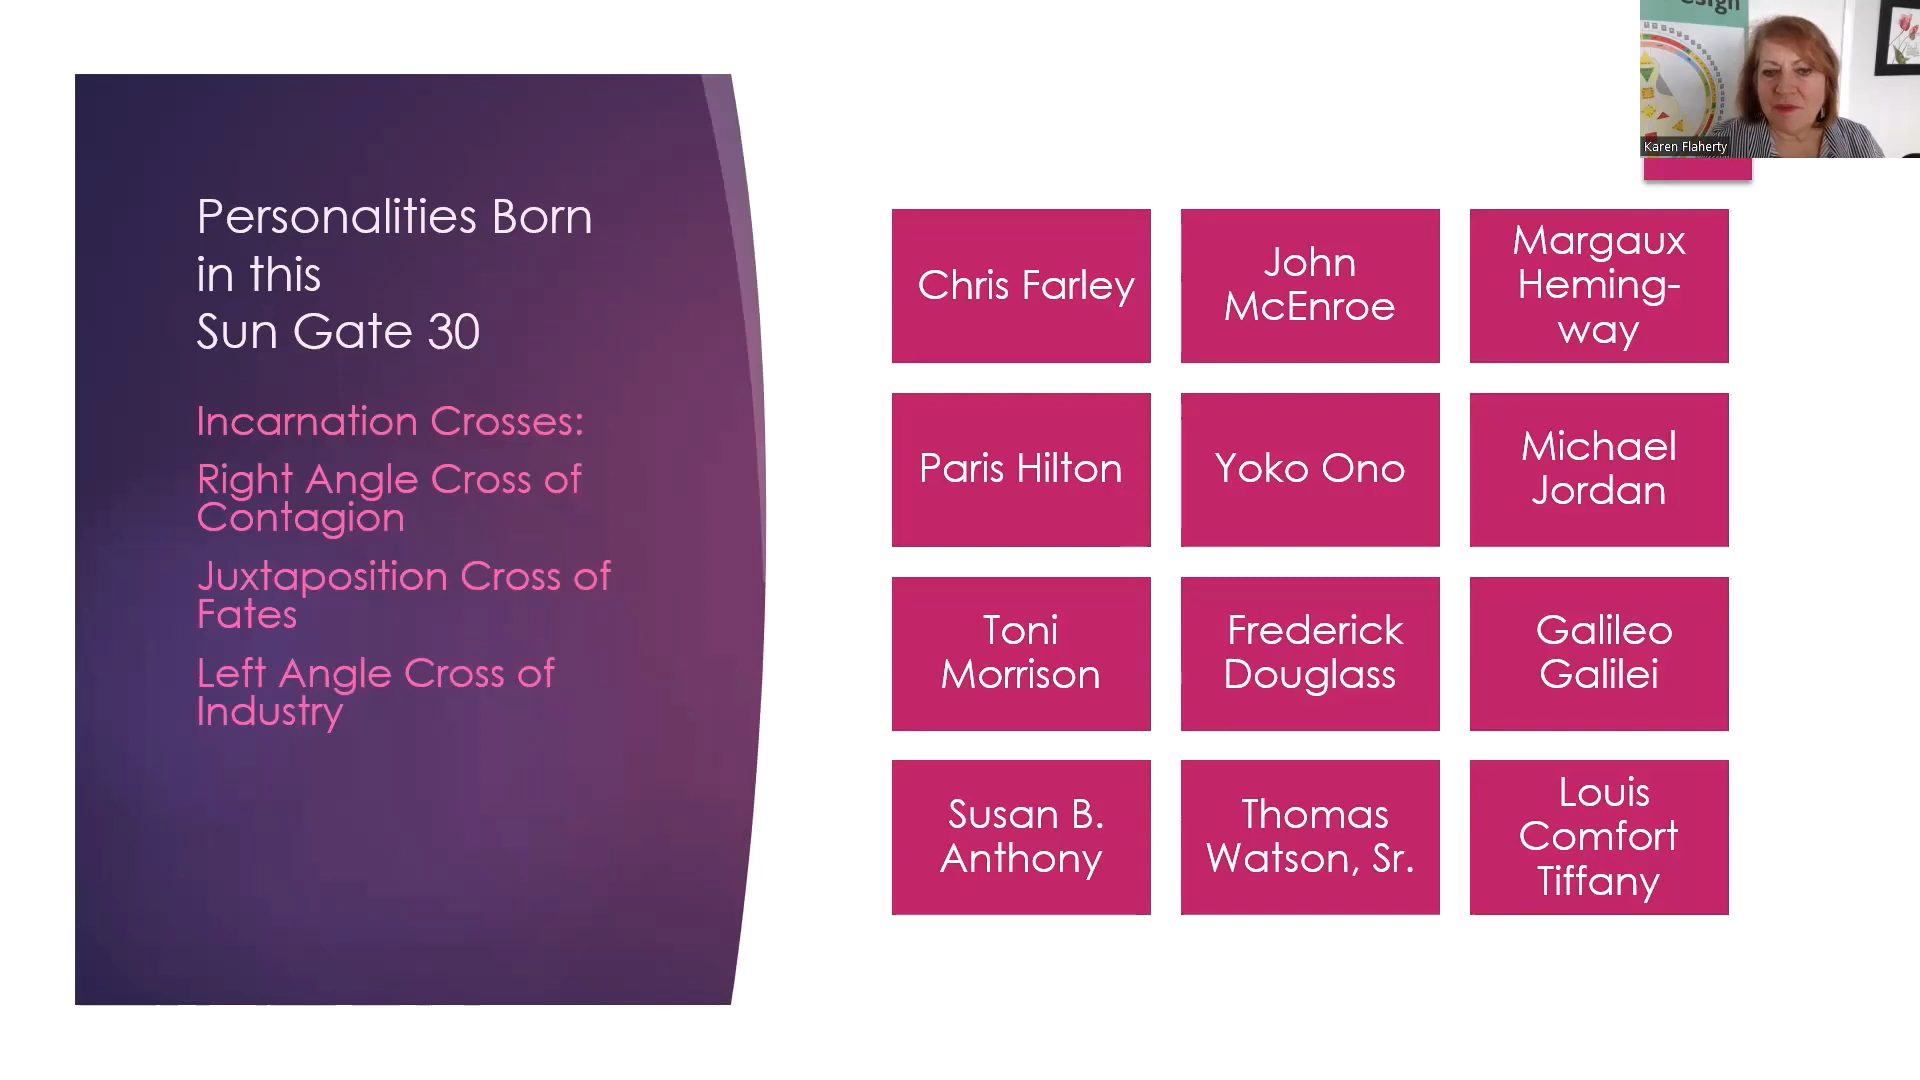 Personalities Born
in this
Sun Gate 30
Incarnation Crosses:
Right Angle Cross of
Contagion
Juxtaposition Cross of
Fates
Left Angle Cross of
Industry
Chris Farley
John
McEnroe
Margaux
Heming-
way
Paris Hilton
Yoko Ono
Michael
Jordan
Toni
Morrison
Frederick
Douglass
Galileo
Galilei
Susan B.
Anthony
Thomas
Watson, Sr.
Louis
Comfort
Tiffany
Karen Flaherty